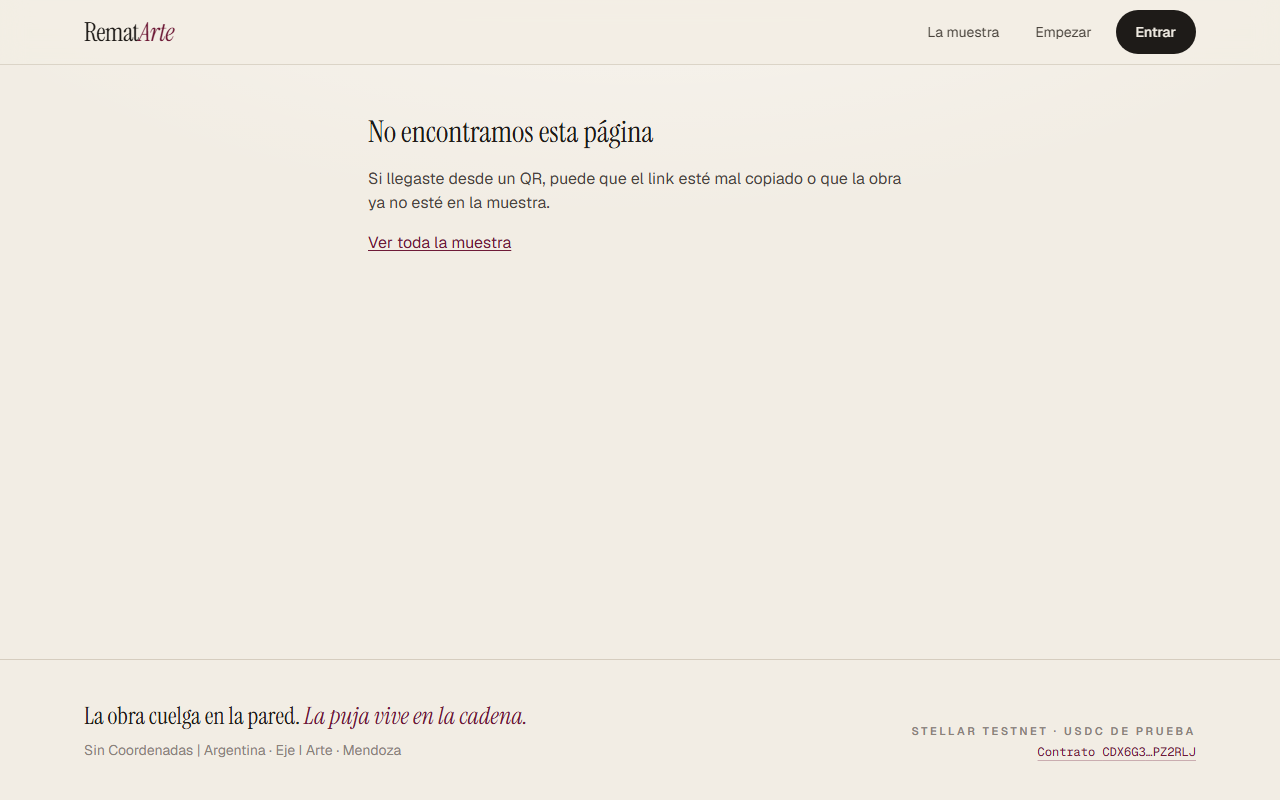 RematArte
La muestra
Empezar
Entrar
No encontramos esta página
Si llegaste desde un QR, puede que el link esté mal copiado o que la obra
ya no esté en la muestra.
Ver toda la muestra
La obra cuelga en la pared. La puja vive en la cadena.
Sin Coordenadas | Argentina · Eje I Arte · Mendoza
STELLAR TESTNET · USDC DE PRUEBA
Contrato CDX6G3…PZ2RLJ